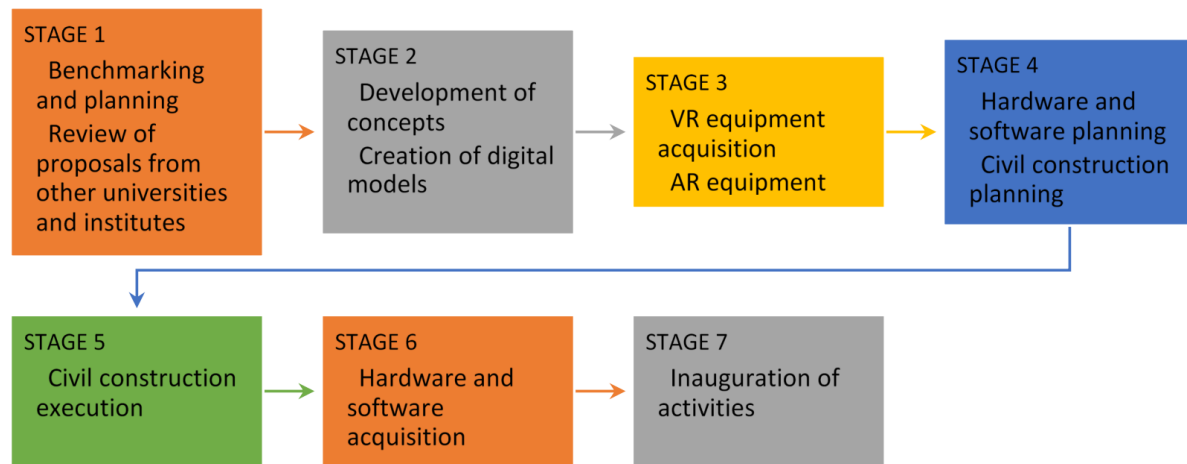 STAGE 1
Benchmarking
and planning
Review of
proposals from
other universities
and institutes
STAGE 2
Development of
concepts
Creation of digital
models
STAGE 3
VR equipment
acquisition
AR equipment
STAGE 4
Hardware and
software planning
Civil construction
planning
STAGE 5
Civil construction
execution
STAGE 6
Hardware and
software
acquisition
STAGE 7
Inauguration of
activities